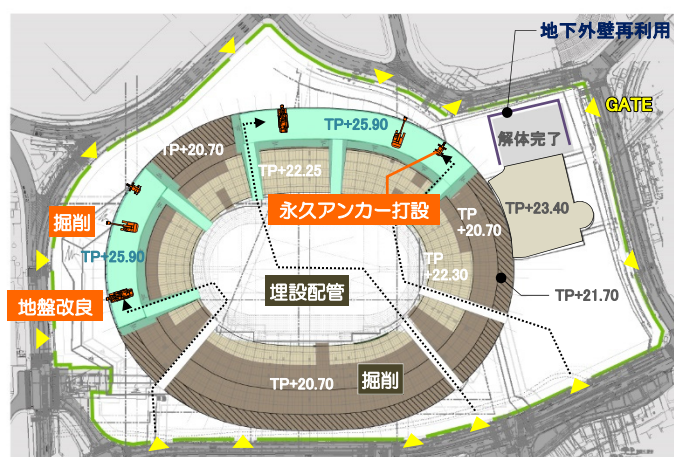 地下外壁再利用
GATE
解体完了
TP+25.90
TP+20.70
TP+22.25
永久アンカー打設
TP+23.40
掘削
TP
+20.70
TP+25.90
TP
+22.30
埋設配管
TP+21.70
地盤改良
TP+20.70
掘削